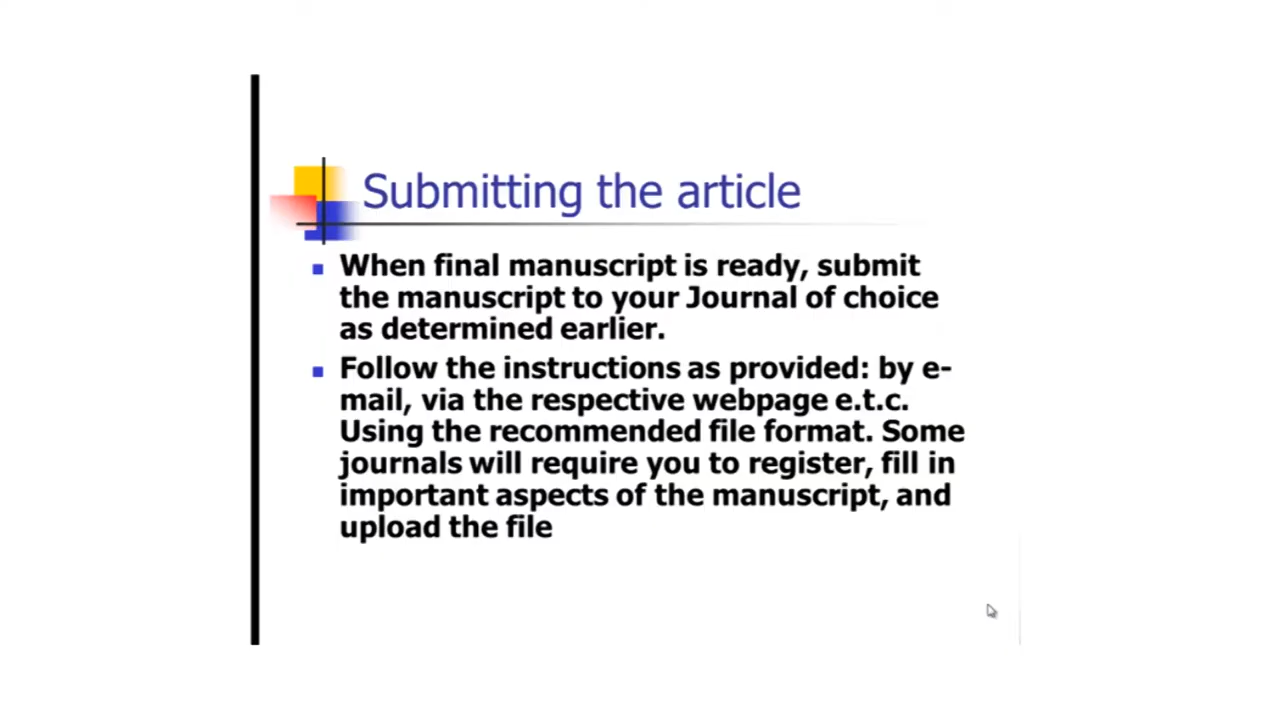 Submitting the article
When final manuscript is ready, submit
the manuscript to your Journal of choice
as determined earlier.
Follow the instructions as provided: by e-
mail, via the respective webpage e.t.c.
Using the recommended file format. Some
journals will require you to register, fill in
important aspects of the manuscript, and
upload the file